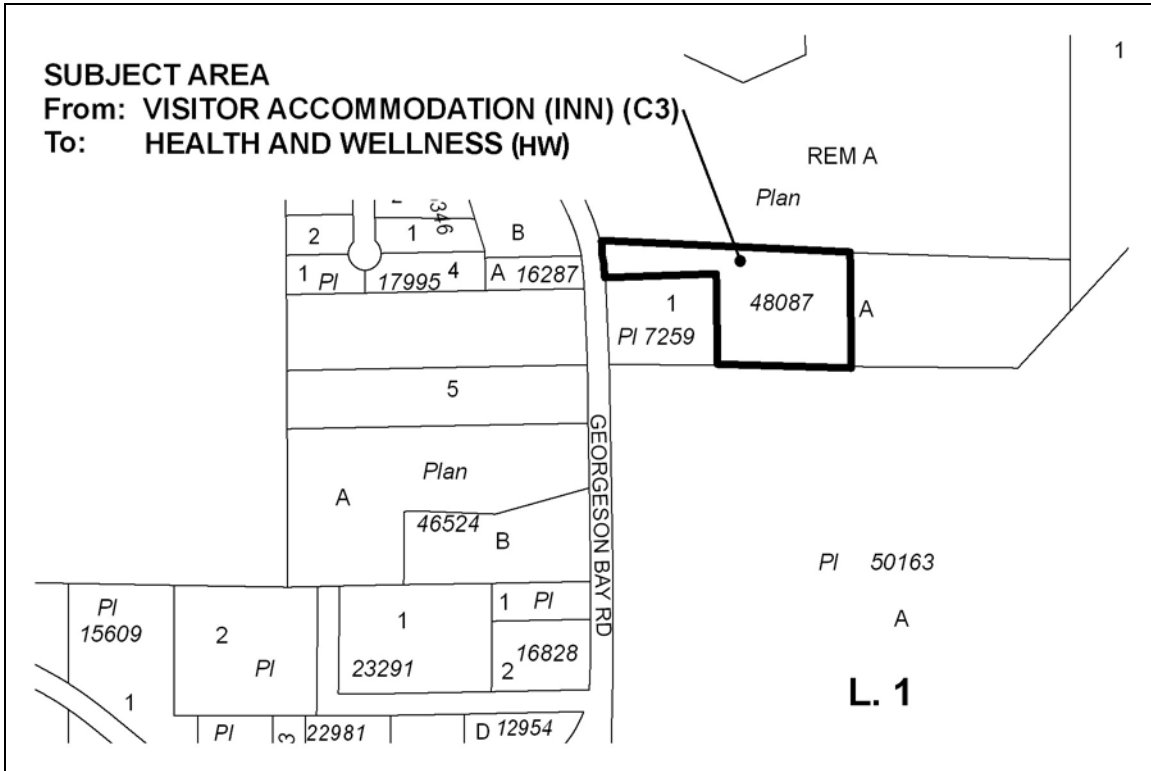 SUBJECT AREA
From: VISITOR ACCOMMODATION (INN) (C3)
To: HEALTH AND WELLNESS (HW)
1
REM A
Plan
346
2
1
B
1 Pl
17995 4
A 16287
1
48087
A
Pl 7259
5
GEORGESON BAY RD
Plan
A
46524
B
Pl 50163
Pl
15609
2
1
1 Pl
A
Pl
23291
16828
2
1
L. 1
Pl
3
22981
D 12954